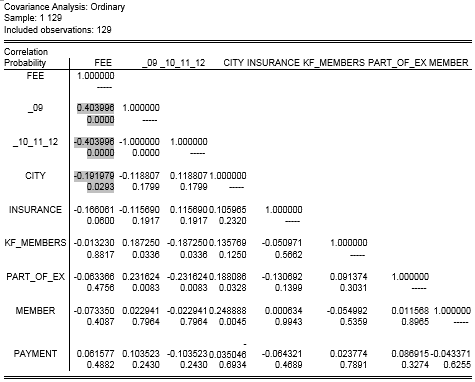 Covariance Analysis: Ordinary
Sample: 1 129
Included observations: 129
Correlation
Probability FEE _09 _10_11_12 CITY INSURANCE KF_MEMBERS PART_OF_EX MEMBER
FEE 1.000000
-----
_09 0.403996 1.000000
0.0000 -----
_10_11_12 -0.403996 -1.000000 1.000000
0.0000 0.0000 -----
CITY -0.191979 -0.118807 0.118807 1.000000
0.0293 0.1799 0.1799 -----
INSURANCE -0.166061 -0.115690 0.115690 0.105965 1.000000
0.0600 0.1917 0.1917 0.2320 -----
KF_MEMBERS -0.013230 0.187250 -0.187250 0.135769 -0.050971 1.000000
0.8817 0.0336 0.0336 0.1250 0.5662 -----
PART_OF_EX -0.063366 0.231624 -0.231624 0.188086 -0.130692 0.091374 1.000000
0.4756 0.0083 0.0083 0.0328 0.1399 0.3031 -----
MEMBER -0.073350 0.022941 -0.022941 0.248888 0.000634 -0.054992 0.011568 1.000000
0.4087 0.7964 0.7964 0.0045 0.9943 0.5359 0.8965 -----
-
PAYMENT 0.061577 0.103523 -0.103523 0.035046 -0.064321 0.023774 0.086915 -0.043371
0.4882 0.2430 0.2430 0.6934 0.4689 0.7891 0.3274 0.6255